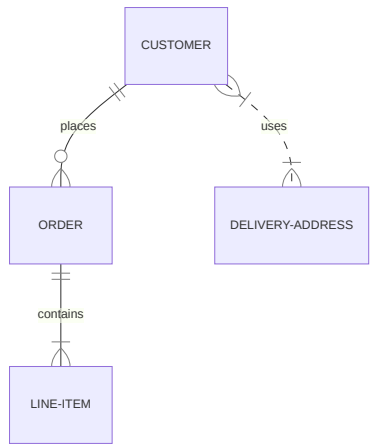 CUSTOMER
places
uses
ORDER
DELIVERY-ADDRESS
contains
LINE-ITEM